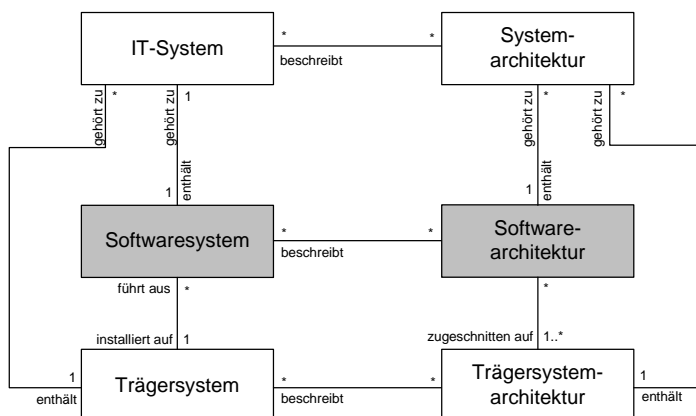 IT-System
*
*
beschreibt
System-
architektur
gehört zu
*
gehört zu
1
gehört zu
*
gehört zu
*
1
enthält
1
enthält
Softwaresystem
*
*
beschreibt
Software-
architektur
führt aus
*
*
installiert auf
1
zugeschnitten auf
1..*
1
enthält
Trägersystem
*
*
beschreibt
Trägersystem-
architektur
1
enthält